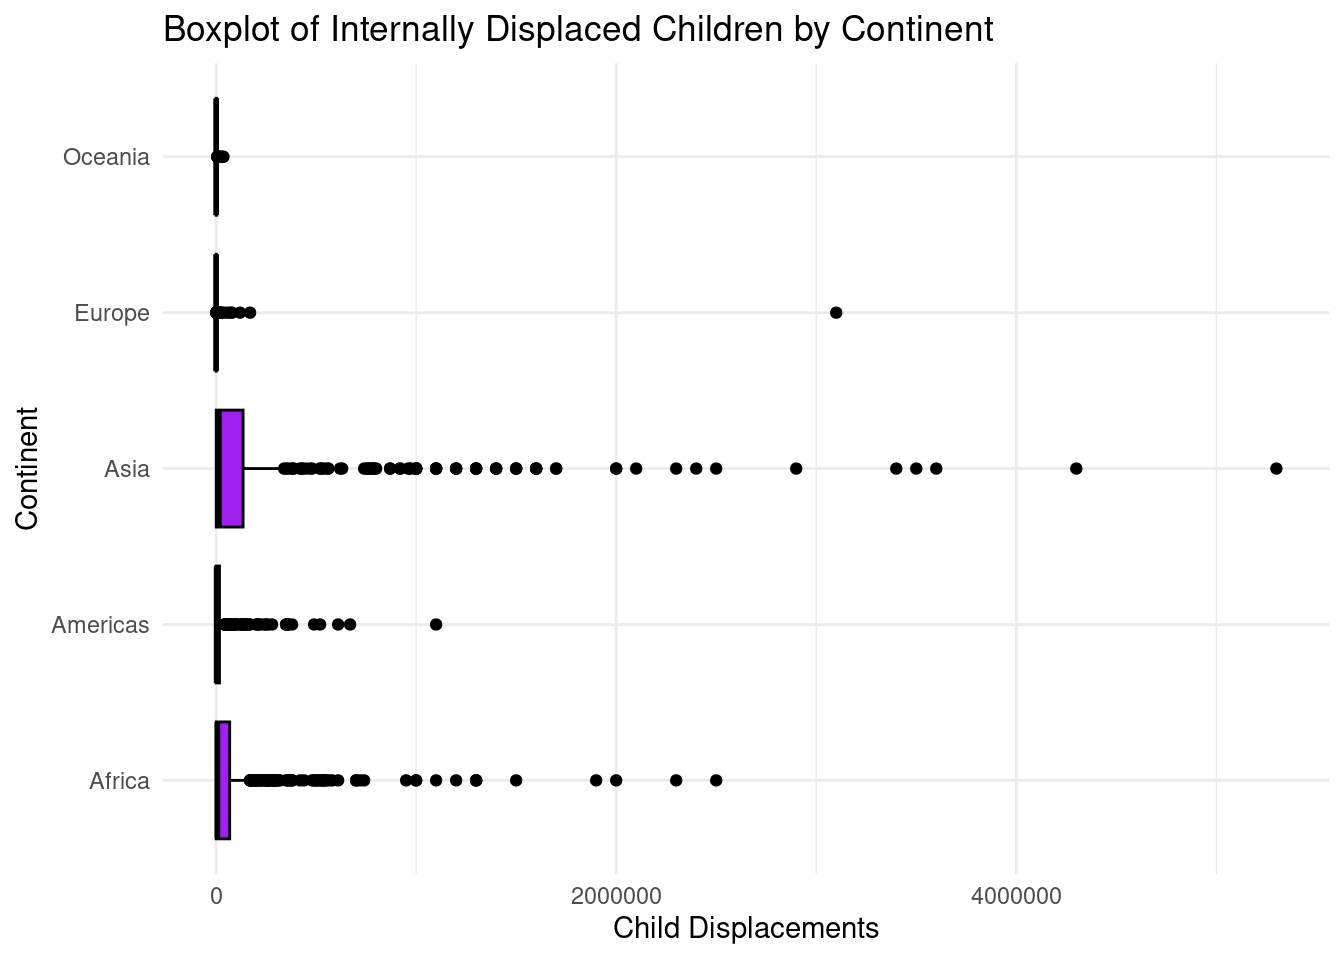 Boxplot of Internally Displaced Children by Continent
Continent
Oceania
Europe
Asia
Americas
Africa
0
2000000
4000000
Child Displacements